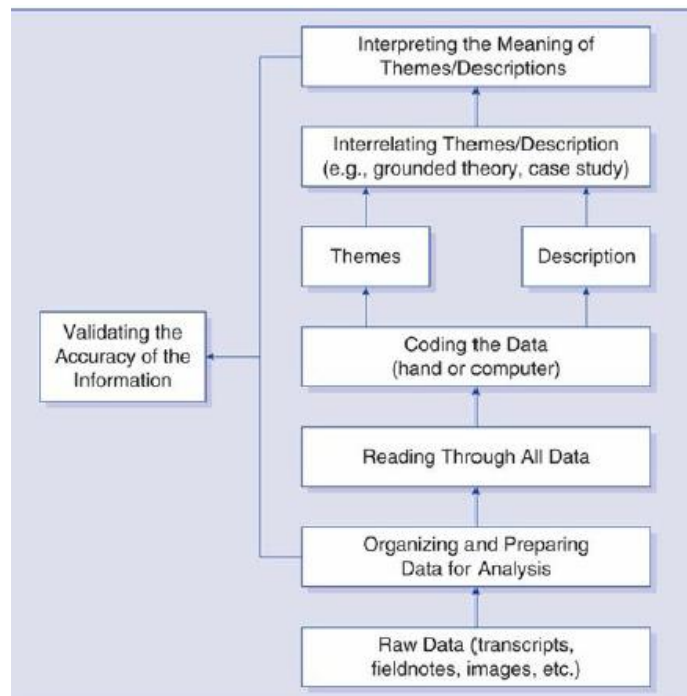 Interpreting the Meaning of
Themes/Descriptions
Interrelating Themes/Description
(e.g., grounded theory, case study)
Themes
Description
Validating the
Accuracy of the
Information
Coding the Data
(hand or computer)
Reading Through All Data
Organizing and Preparing
Data for Analysis
Raw Data (transcripts,
fieldnotes, images, etc.)